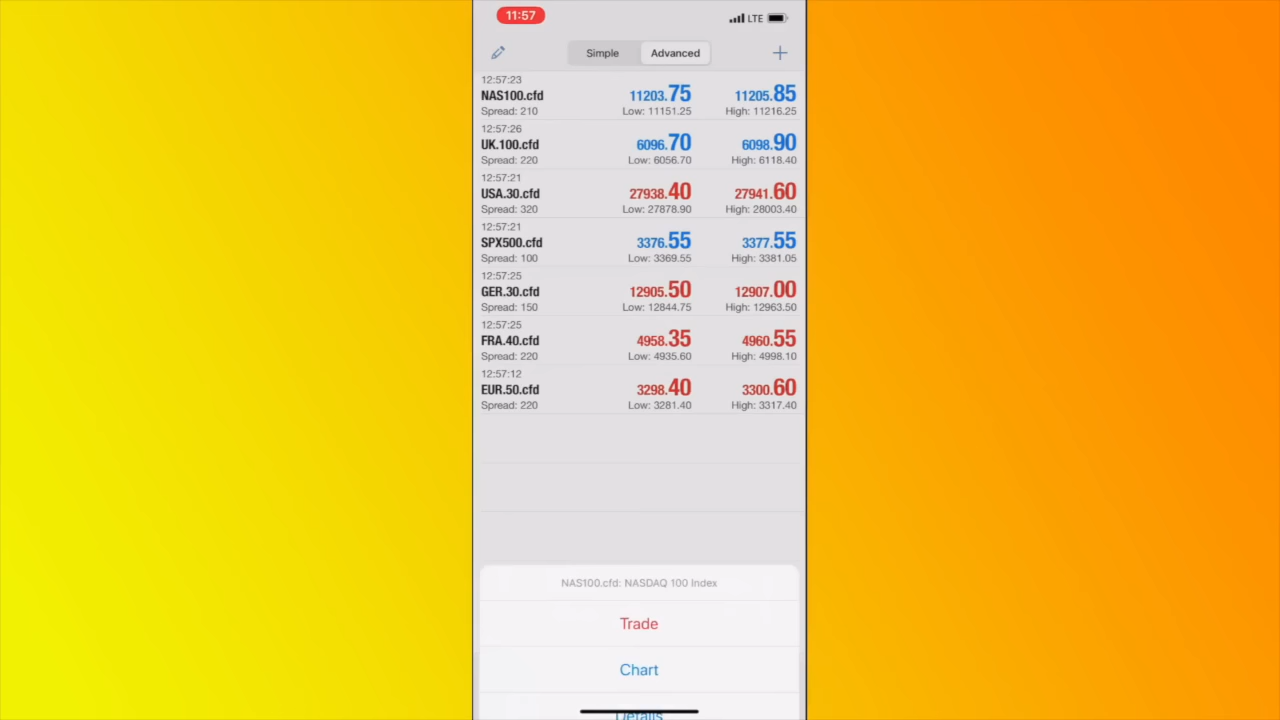 11:57
LTE
Simple
Advanced
12:57:23
NAS100.cfd 11203.75 11205.85
Spread: 210 Low: 11151.25 High: 11216.25
12:57:26
UK.100.cfd 6096.70 6098.90
Spread: 220 Low: 6056.70 High: 6118.40
12:57:21
USA.30.cfd 27938.40 27941.60
Spread: 320 Low: 27878.90 High: 28003.40
12:57:21
SPX500.cfd 3376.55 3377.55
Spread: 100 Low: 3369.55 High: 3381.05
12:57:25
GER.30.cfd 12905.50 12907.00
Spread: 150 Low: 12844.75 High: 12963.50
12:57:25
FRA.40.cfd 4958.35 4960.55
Spread: 220 Low: 4935.60 High: 4998.10
12:57:12
EUR.50.cfd 3298.40 3300.60
Spread: 220 Low: 3281.40 High: 3317.40
NAS100.cfd: NASDAQ 100 Index
Trade
Chart
Details